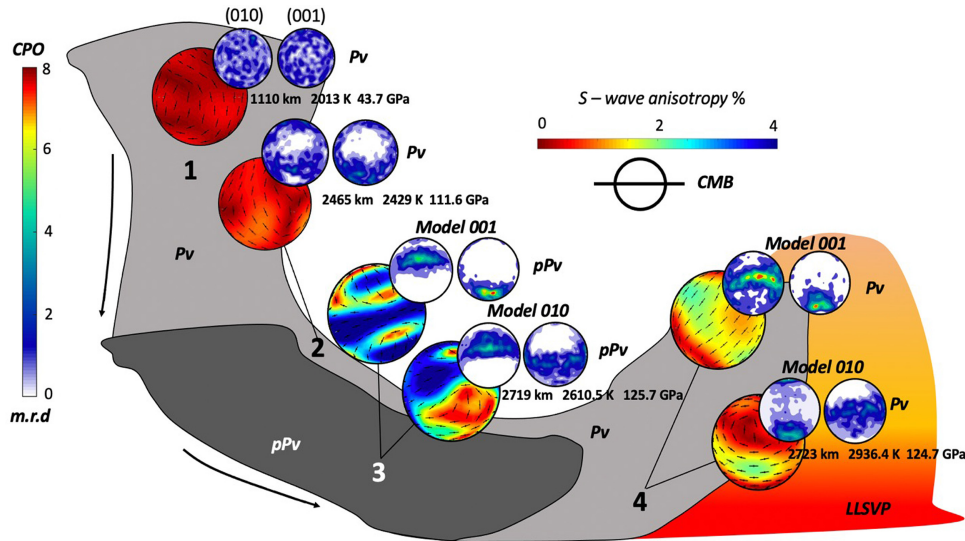 (010) (001)
CPO
8
6
4
2
0
m.r.d
Pv
1110 km 2013 K 43.7 GPa
1
Pv
2465 km 2429 K 111.6 GPa
Pv
S – wave anisotropy %
0 2 4
CMB
Model 001
pPv
2
Model 010
pPv
2719 km 2610.5 K 125.7 GPa
3
pPv
Pv
Model 001
Pv
Model 010
Pv
2723 km 2936.4 K 124.7 GPa
4
LLSVP